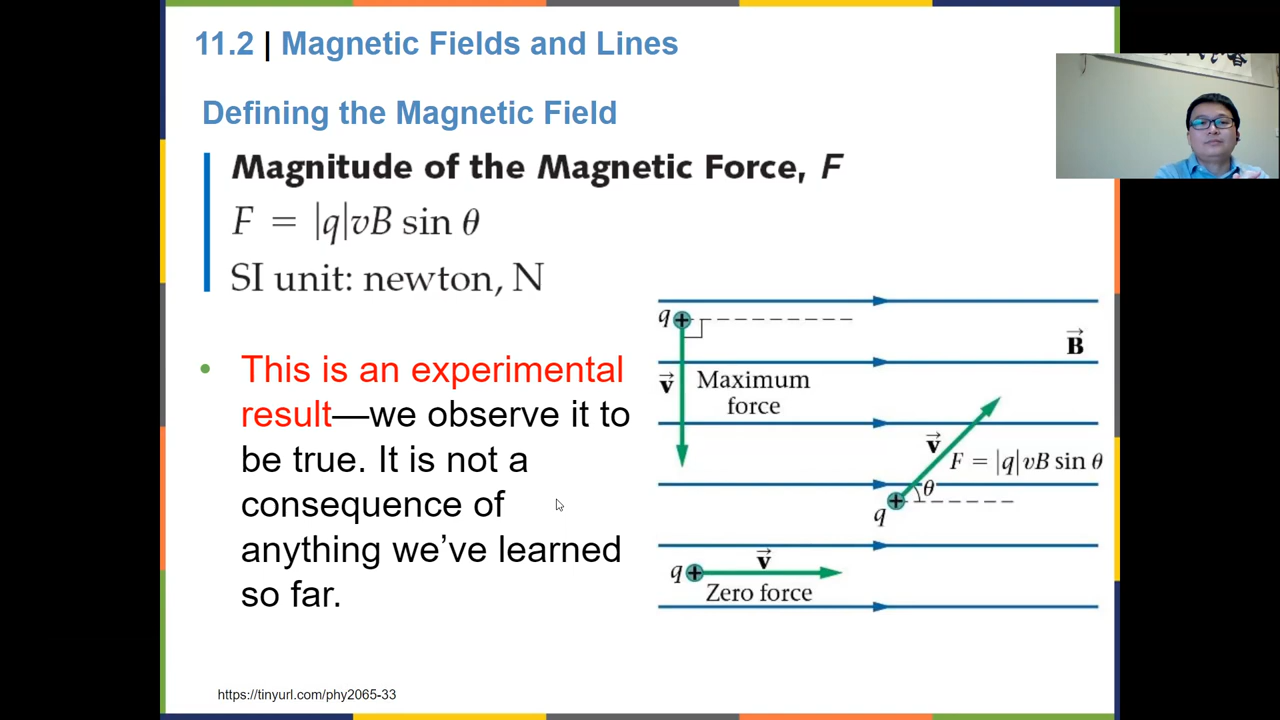 11.2 | Magnetic Fields and Lines
Defining the Magnetic Field
Magnitude of the Magnetic Force, F
F = |q|vB sin θ
SI unit: newton, N
• This is an experimental
result—we observe it to
be true. It is not a
consequence of
anything we’ve learned
so far.
q +
B
v
Maximum
force
v
F = |q|vB sin θ
θ
+
q
v
q +
Zero force
https://tinyurl.com/phy2065-33